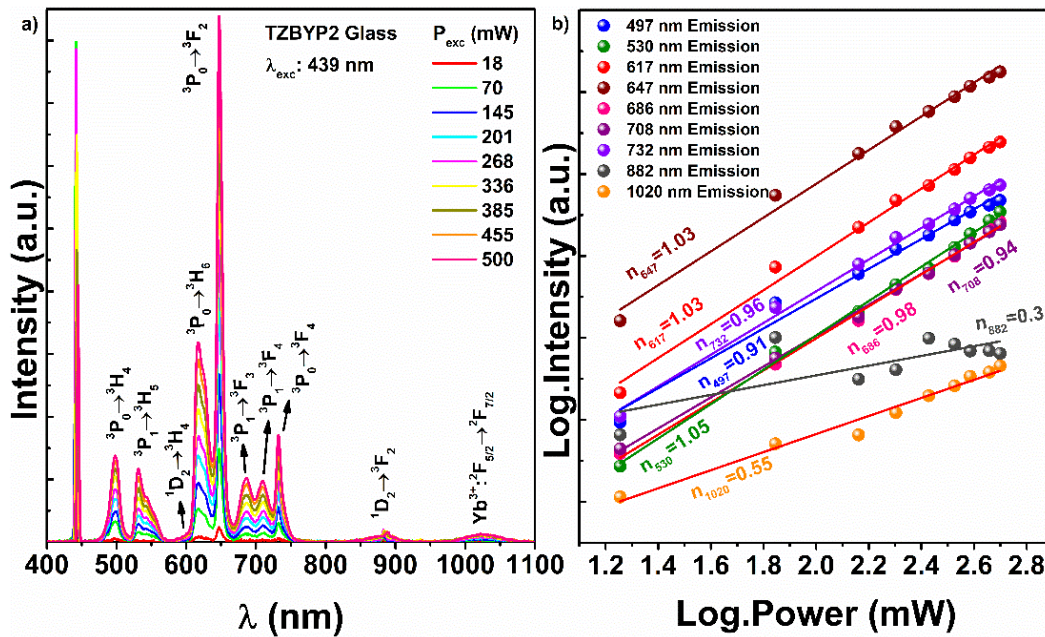 a)
TZBYP2 Glass
λexc: 439 nm
Pexc (mW)
18
70
145
201
268
336
385
455
500
³P₀→³F₂
³P₀→³H₆
³P₀→³H₄
³P₁→³H₅
¹D₂→³H₄
³P₁→³F₃
³P₁→³F₄
³P₀→³F₄
¹D₂→³F₂
Yb³⁺:²F₅/₂→²F₇/₂
Intensity (a.u.)
400 500 600 700 800 900 1000 1100
λ (nm)
b)
497 nm Emission
530 nm Emission
617 nm Emission
647 nm Emission
686 nm Emission
708 nm Emission
732 nm Emission
882 nm Emission
1020 nm Emission
n₆₄₇=1.03
n₆₁₇=1.03
n₇₃₂=0.96
n₄₉₇=0.91
n₇₀₈=0.94
n₆₈₆=0.98
n₈₈₂=0.3
n₅₃₀=1.05
n₁₀₂₀=0.55
Log.Intensity (a.u.)
1.2 1.4 1.6 1.8 2.0 2.2 2.4 2.6 2.8
Log.Power (mW)